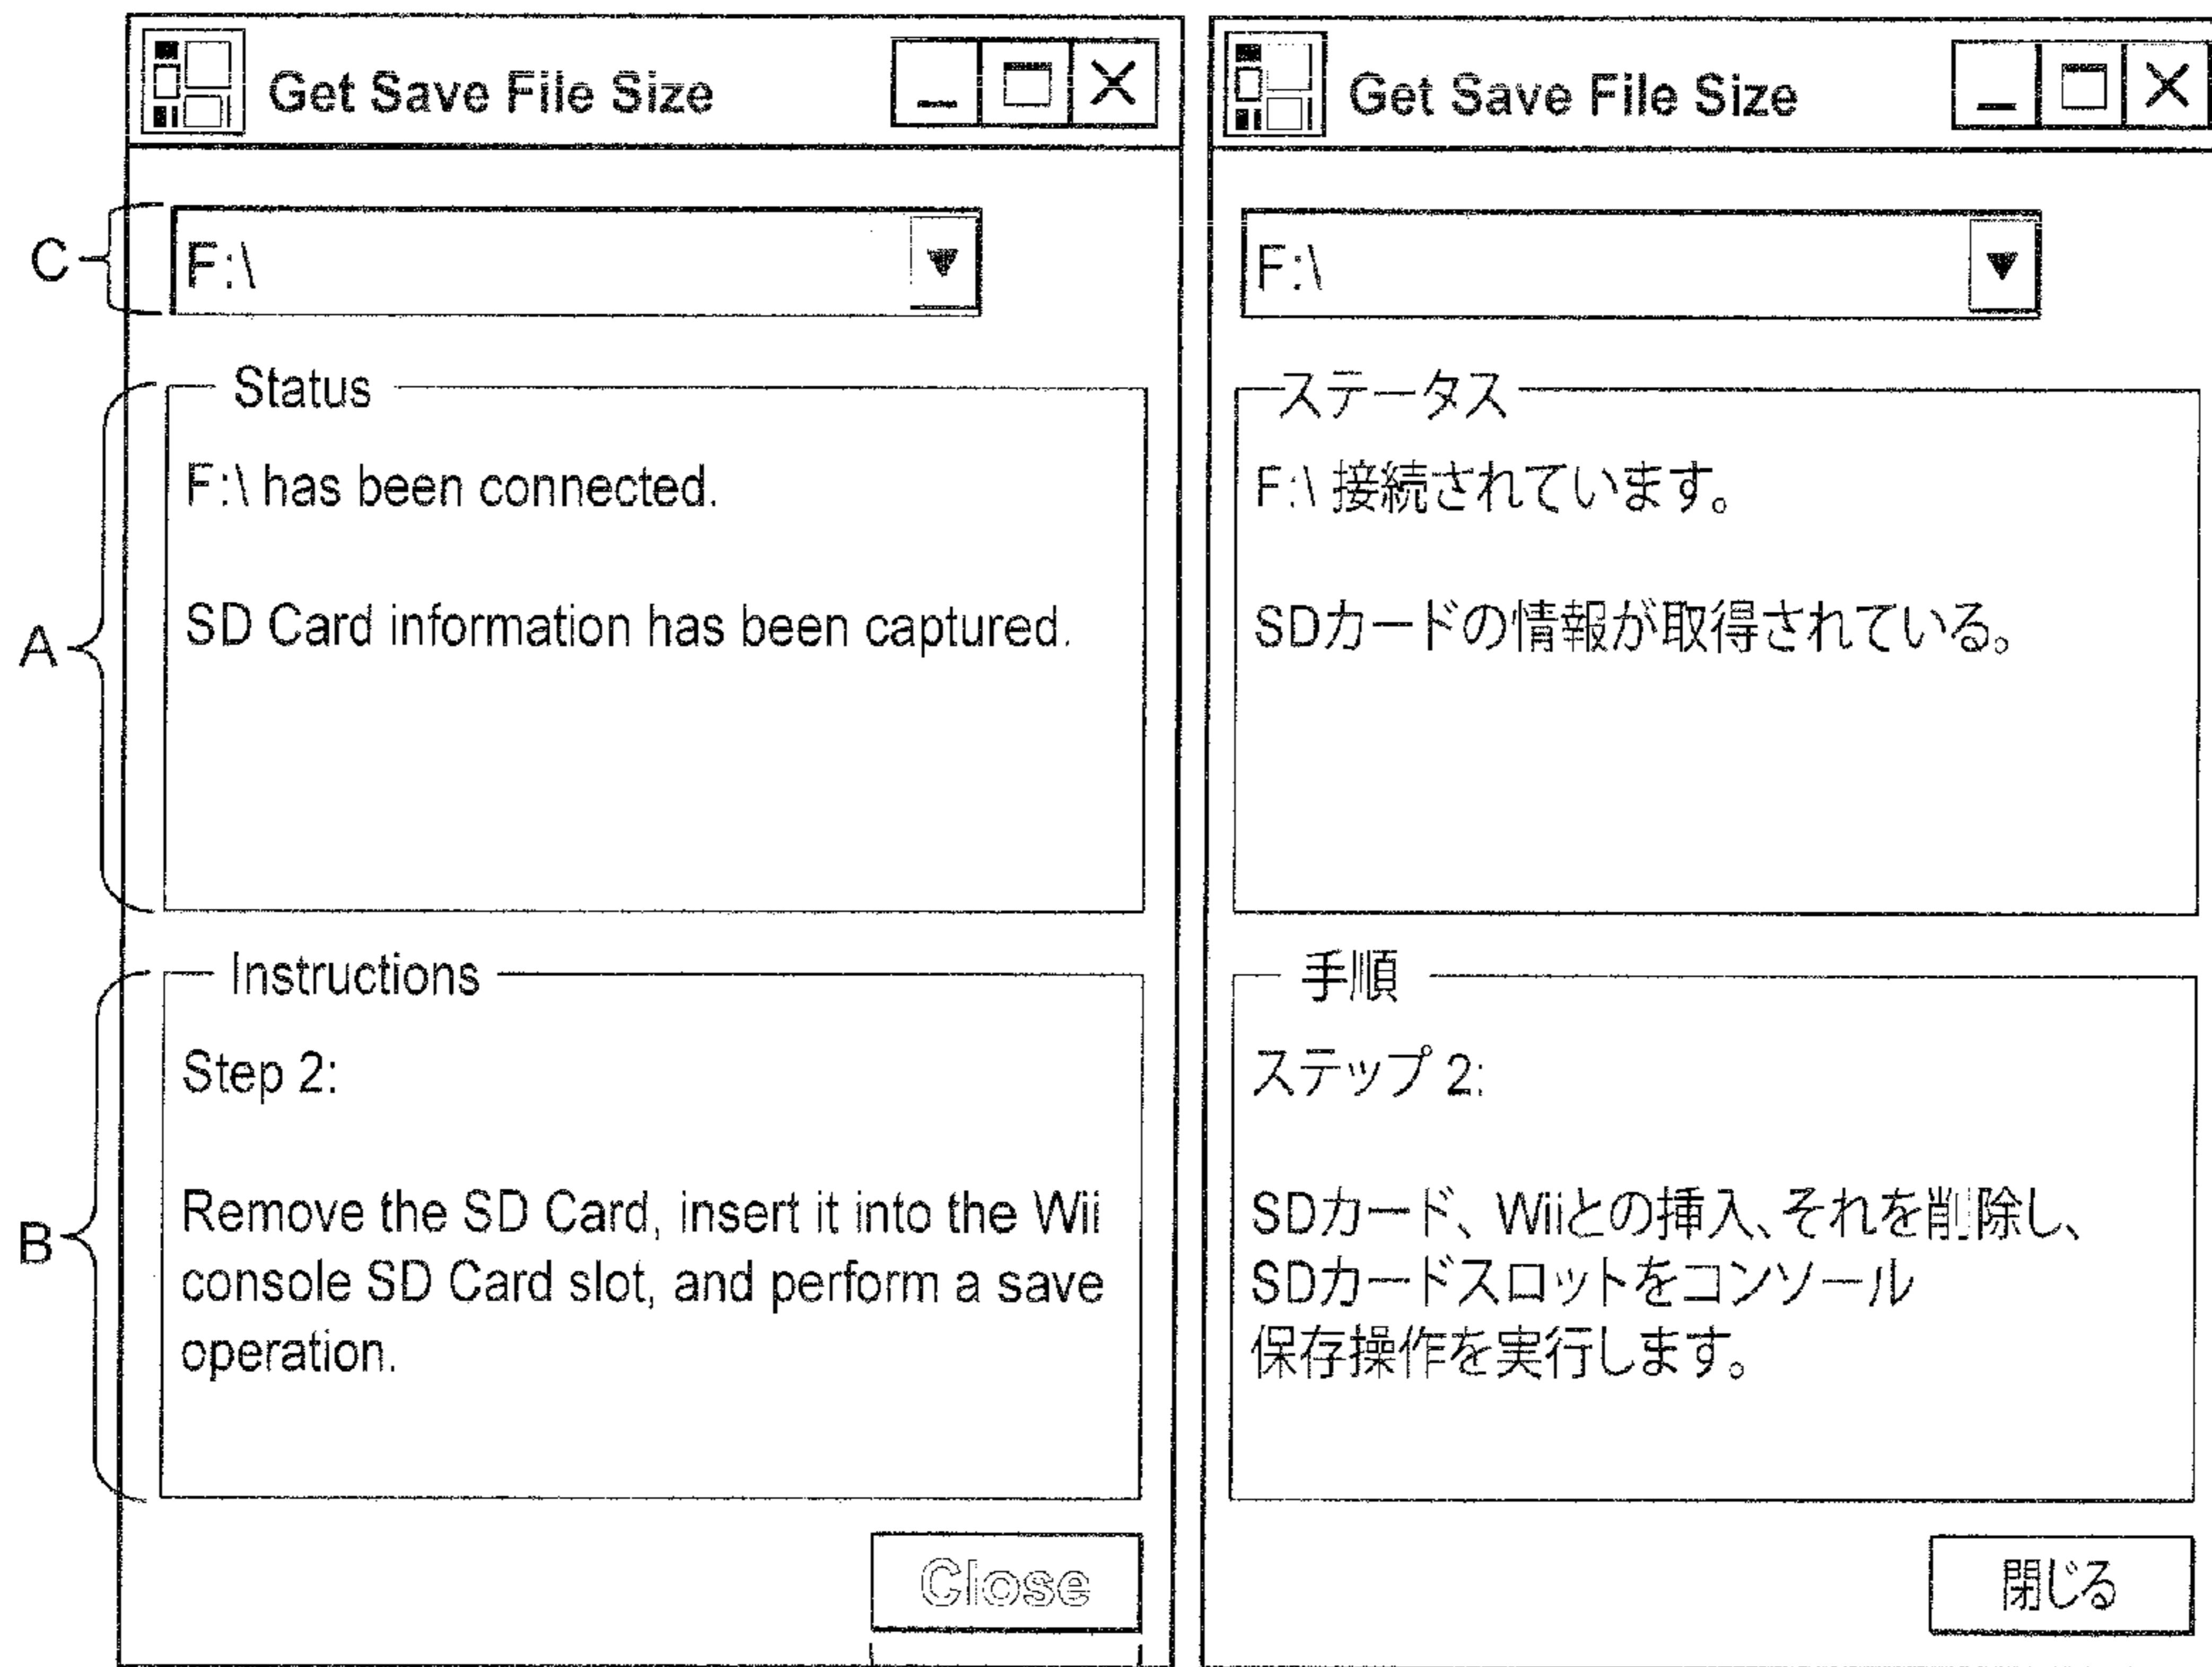 Get Save File Size
C
F:\
Status
F:\ has been connected.
SD Card information has been captured.
A
Instructions
Step 2:
Remove the SD Card, insert it into the Wii
console SD Card slot, and perform a save
operation.
B
Close
Get Save File Size
F:\
ステータス
F:\ 接続されています。
SDカードの情報が取得されている。
手順
ステップ 2:
SDカード、Wiiとの挿入、それを削除し、
SDカードスロットをコンソール
保存操作を実行します。
閉じる